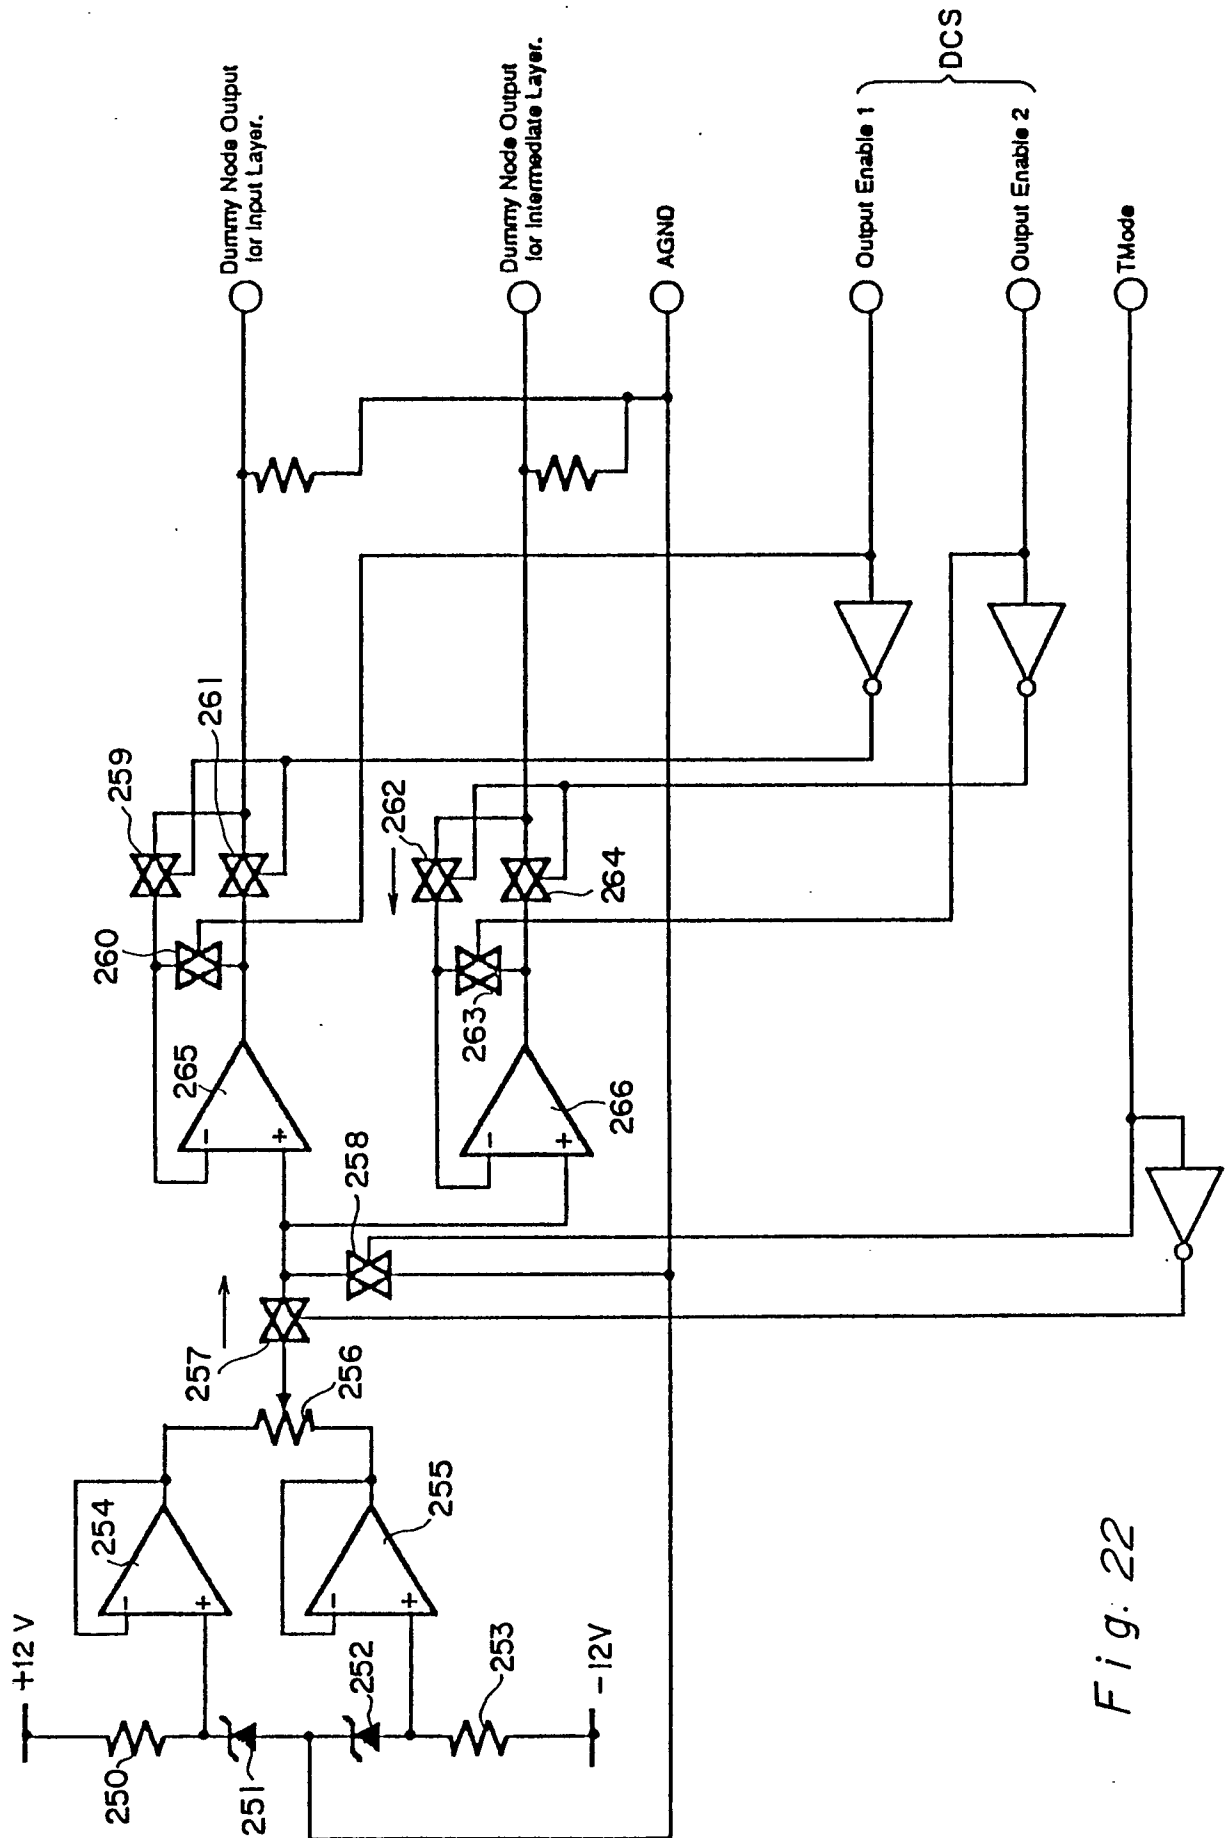 +12 V
250
251
252
253
-12V
254
-
+
255
-
+
256
257
258
265
-
+
266
-
+
260
259
261
263
262
264
Dummy Node Output
for Input Layer.
Dummy Node Output
for Intermediate Layer.
AGND
Output Enable 1
Output Enable 2
DCS
TMode
Fig. 22